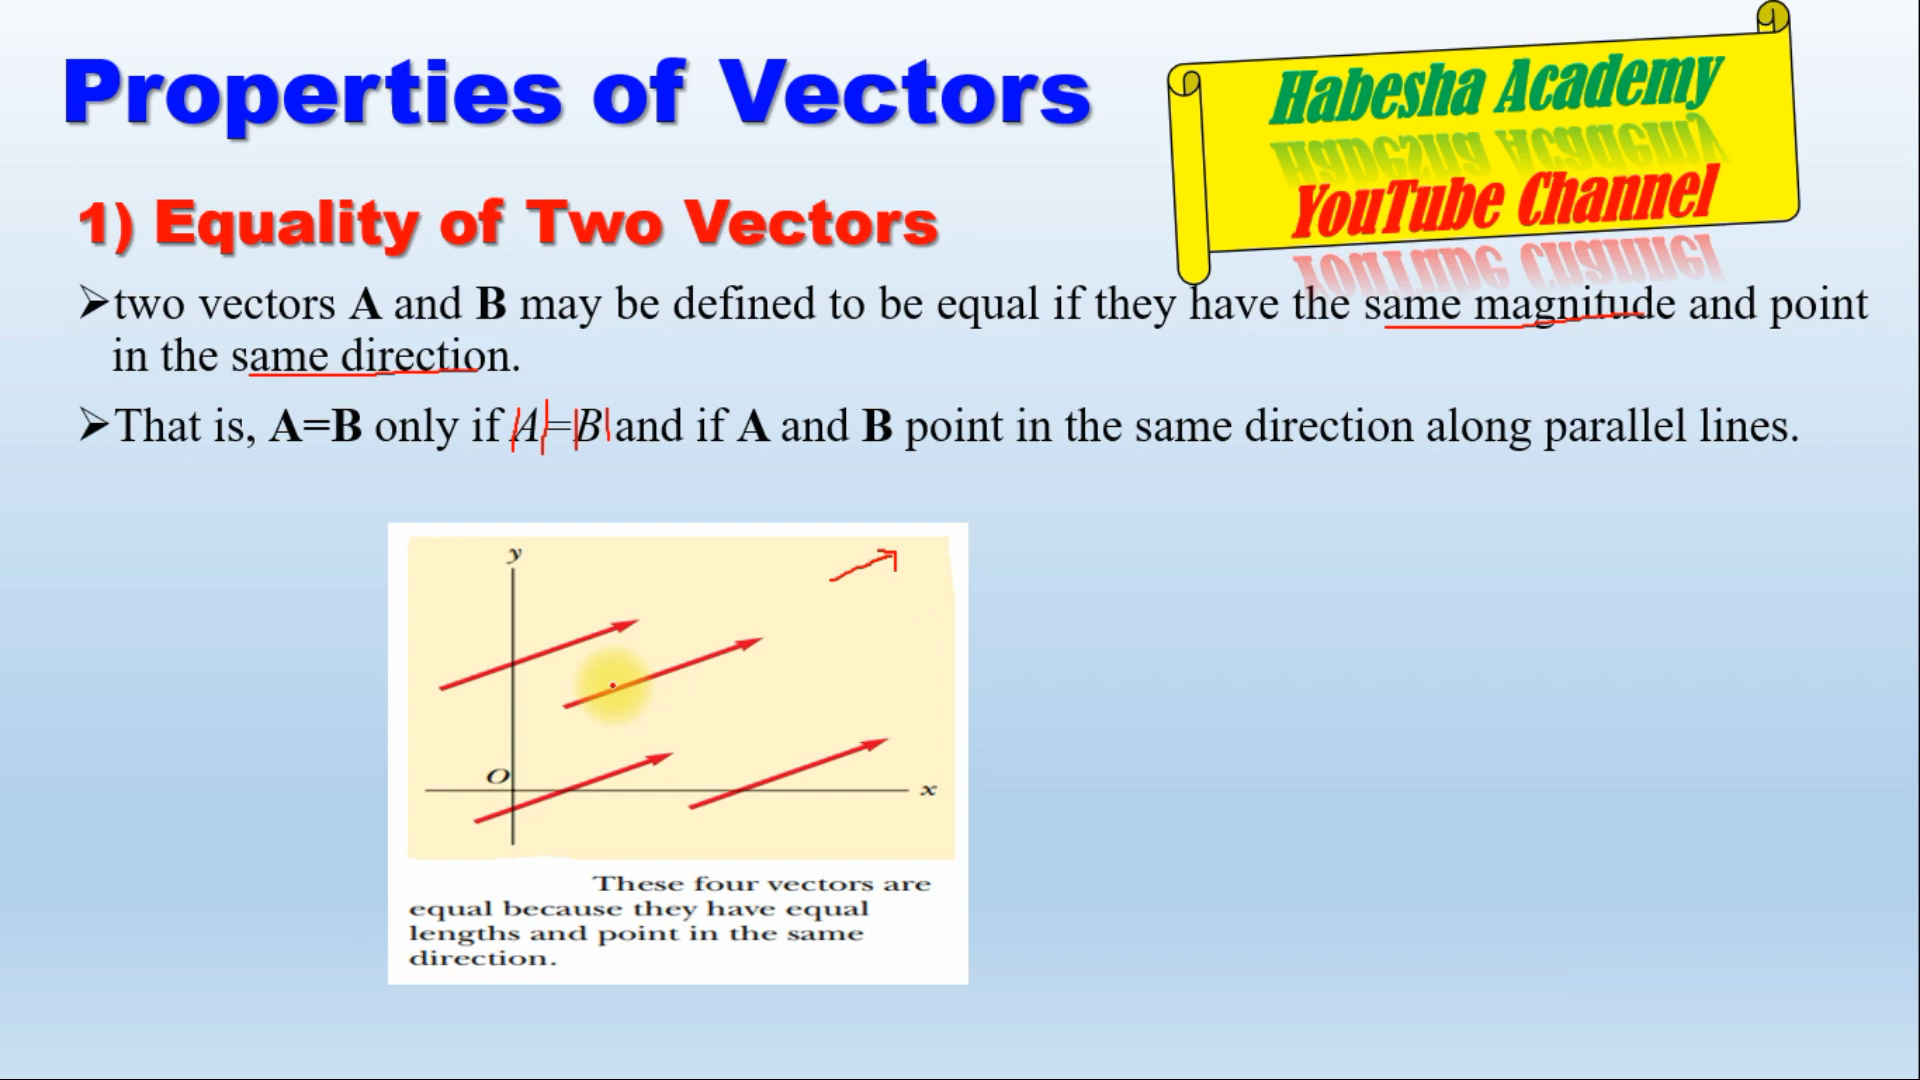 Properties of Vectors
Habesha Academy
YouTube Channel
1) Equality of Two Vectors
➢two vectors A and B may be defined to be equal if they have the same magnitude and point
in the same direction.
➢That is, A=B only if |A|=|B| and if A and B point in the same direction along parallel lines.
y
O
x
These four vectors are
equal because they have equal
lengths and point in the same
direction.